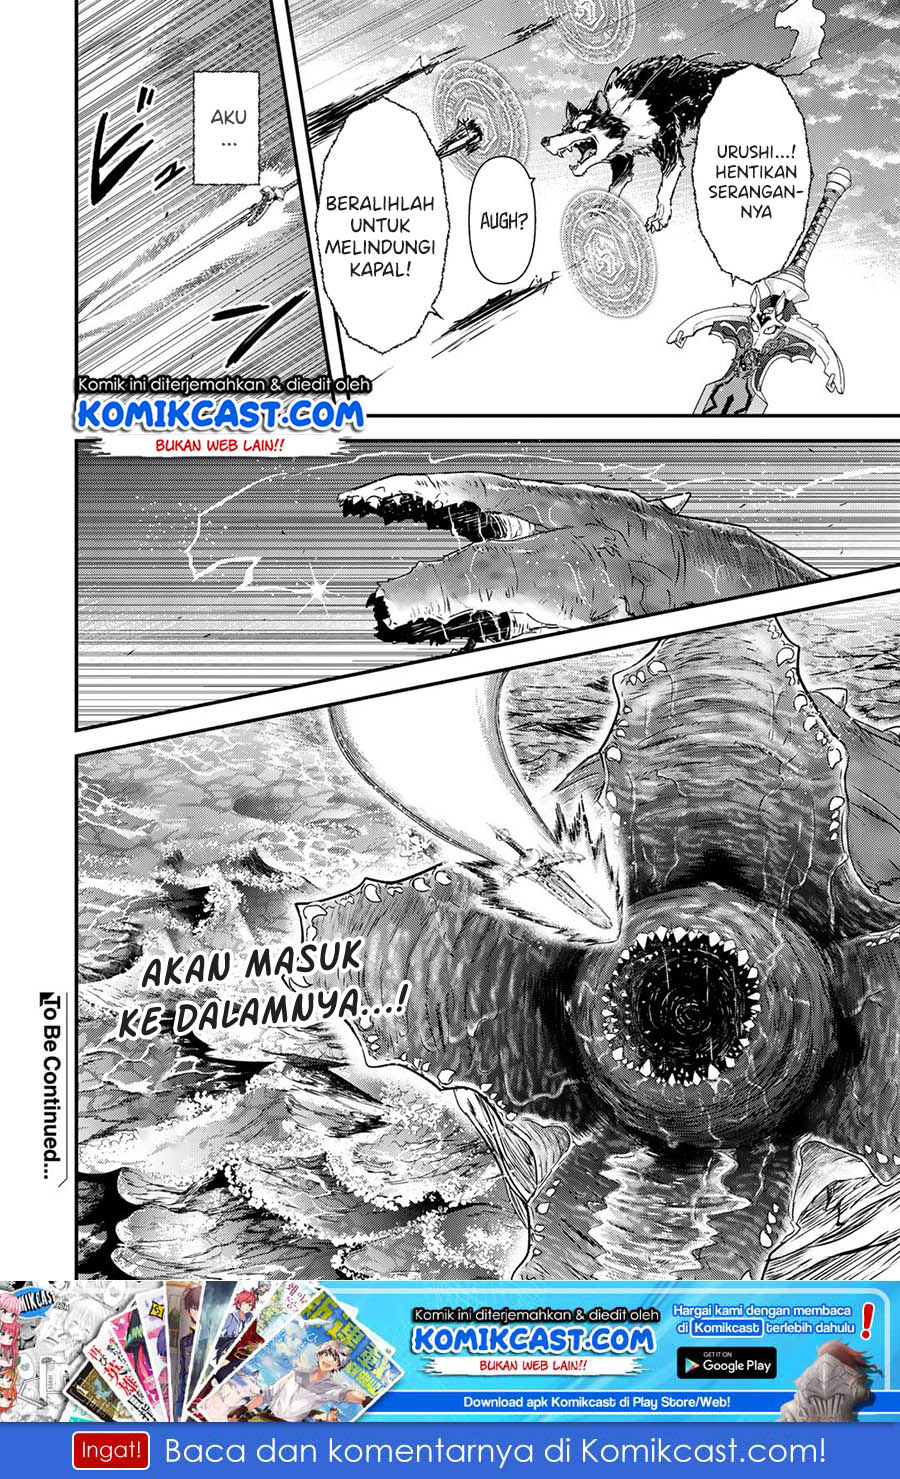 URUSHI...!
HENTIKAN
SERANGAN-
NYA
AUGH?
BERALIHLAH
UNTUK
MELINDUNGI
KAPAL!
AKU
...
Komik ini diterjemahkan & diedit oleh
KOMIKCAST.COM
BUKAN WEB LAIN!!
AKAN MASUK
KE DALAMNYA...!
To Be Continued...
Komik ini diterjemahkan & diedit oleh
KOMIKCAST.COM
BUKAN WEB LAIN!!
Hargai kami dengan membaca
di Komikcast terlebih dahulu !
GET IT ON
Google Play
Download apk Komikcast di Play Store/Web!
Ingat! Baca dan komentarnya di Komikcast.com!